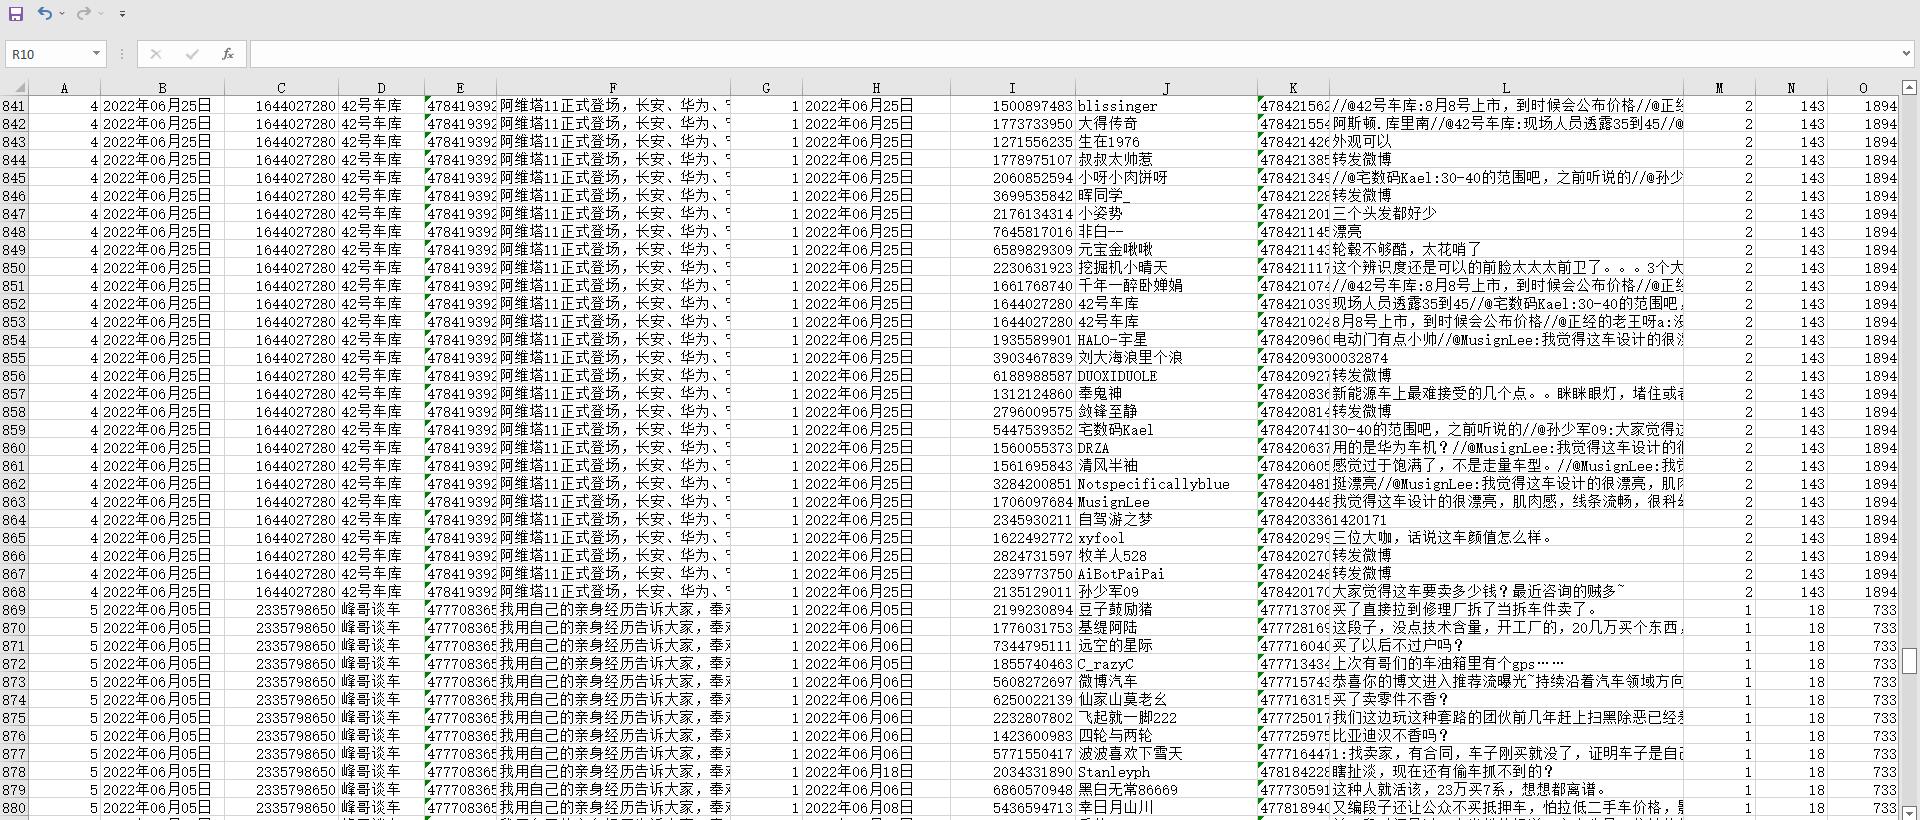 R10
fx
A B C D E F G H I J K L M N O
841 4 2022年06月25日 1644027280 42号车库 478419392 阿维塔11正式登场，长安、华为、 1 2022年06月25日 1500897483 blissinger 478421562 //@42号车库:8月8号上市，到时候会公布价格//@正经 2 143 1894
842 4 2022年06月25日 1644027280 42号车库 478419392 阿维塔11正式登场，长安、华为、 1 2022年06月25日 1773733950 大得传奇 478421554 阿斯顿.库里南//@42号车库:现场人员透露35到45//@ 2 143 1894
843 4 2022年06月25日 1644027280 42号车库 478419392 阿维塔11正式登场，长安、华为、 1 2022年06月25日 1271556235 生在1976 478421426 外观可以 2 143 1894
844 4 2022年06月25日 1644027280 42号车库 478419392 阿维塔11正式登场，长安、华为、 1 2022年06月25日 1778975107 叔叔太帅惹 478421385 转发微博 2 143 1894
845 4 2022年06月25日 1644027280 42号车库 478419392 阿维塔11正式登场，长安、华为、 1 2022年06月25日 2060852594 小呀小肉饼呀 478421349 //@宅数码Kael:30-40的范围吧，之前听说的//@孙少 2 143 1894
846 4 2022年06月25日 1644027280 42号车库 478419392 阿维塔11正式登场，长安、华为、 1 2022年06月25日 3699535842 晖同学_ 478421228 转发微博 2 143 1894
847 4 2022年06月25日 1644027280 42号车库 478419392 阿维塔11正式登场，长安、华为、 1 2022年06月25日 2176134314 小姿势 478421201 三个头发都好少 2 143 1894
848 4 2022年06月25日 1644027280 42号车库 478419392 阿维塔11正式登场，长安、华为、 1 2022年06月25日 7645817016 非白-- 478421145 漂亮 2 143 1894
849 4 2022年06月25日 1644027280 42号车库 478419392 阿维塔11正式登场，长安、华为、 1 2022年06月25日 6589829309 元宝金啾啾 478421143 轮毂不够酷，太花哨了 2 143 1894
850 4 2022年06月25日 1644027280 42号车库 478419392 阿维塔11正式登场，长安、华为、 1 2022年06月25日 2230631923 挖掘机小晴天 478421117 这个辨识度还是可以的前脸太太太前卫了。。。3个大 2 143 1894
851 4 2022年06月25日 1644027280 42号车库 478419392 阿维塔11正式登场，长安、华为、 1 2022年06月25日 1661768740 千年一醉卧婵娟 478421074 //@42号车库:8月8号上市，到时候会公布价格//@正经 2 143 1894
852 4 2022年06月25日 1644027280 42号车库 478419392 阿维塔11正式登场，长安、华为、 1 2022年06月25日 1644027280 42号车库 478421039 现场人员透露35到45//@宅数码Kael:30-40的范围吧， 2 143 1894
853 4 2022年06月25日 1644027280 42号车库 478419392 阿维塔11正式登场，长安、华为、 1 2022年06月25日 1644027280 42号车库 478421024 8月8号上市，到时候会公布价格//@正经的老王呀a:没 2 143 1894
854 4 2022年06月25日 1644027280 42号车库 478419392 阿维塔11正式登场，长安、华为、 1 2022年06月25日 1935589901 HALO-宇星 478420960 电动门有点小帅//@MusignLee:我觉得这车设计的很 2 143 1894
855 4 2022年06月25日 1644027280 42号车库 478419392 阿维塔11正式登场，长安、华为、 1 2022年06月25日 3903467839 刘大海浪里个浪 4784209300032874 2 143 1894
856 4 2022年06月25日 1644027280 42号车库 478419392 阿维塔11正式登场，长安、华为、 1 2022年06月25日 6188988587 DUOXIDUOLE 478420927 转发微博 2 143 1894
857 4 2022年06月25日 1644027280 42号车库 478419392 阿维塔11正式登场，长安、华为、 1 2022年06月25日 1312124860 奉鬼神 478420836 新能源车上最难接受的几个点。。眯眯眼灯，堵住或 2 143 1894
858 4 2022年06月25日 1644027280 42号车库 478419392 阿维塔11正式登场，长安、华为、 1 2022年06月25日 2796009575 敛锋至静 478420814 转发微博 2 143 1894
859 4 2022年06月25日 1644027280 42号车库 478419392 阿维塔11正式登场，长安、华为、 1 2022年06月25日 5447539352 宅数码Kael 478420741 30-40的范围吧，之前听说的//@孙少军09:大家觉得这 2 143 1894
860 4 2022年06月25日 1644027280 42号车库 478419392 阿维塔11正式登场，长安、华为、 1 2022年06月25日 1560055373 DRZA 478420637 用的是华为车机？//@MusignLee:我觉得这车设计的很 2 143 1894
861 4 2022年06月25日 1644027280 42号车库 478419392 阿维塔11正式登场，长安、华为、 1 2022年06月25日 1561695843 清风半袖 478420605 感觉过于饱满了，不是走量车型。//@MusignLee:我觉 2 143 1894
862 4 2022年06月25日 1644027280 42号车库 478419392 阿维塔11正式登场，长安、华为、 1 2022年06月25日 3284200851 Notspecificallyblue 478420481 挺漂亮//@MusignLee:我觉得这车设计的很漂亮，肌肉 2 143 1894
863 4 2022年06月25日 1644027280 42号车库 478419392 阿维塔11正式登场，长安、华为、 1 2022年06月25日 1706097684 MusignLee 478420448 我觉得这车设计的很漂亮，肌肉感，线条流畅，很科幻 2 143 1894
864 4 2022年06月25日 1644027280 42号车库 478419392 阿维塔11正式登场，长安、华为、 1 2022年06月25日 2345930211 自驾游之梦 4784203361420171 2 143 1894
865 4 2022年06月25日 1644027280 42号车库 478419392 阿维塔11正式登场，长安、华为、 1 2022年06月25日 1622492772 xyfool 478420299 三位大咖，话说这车颜值怎么样。 2 143 1894
866 4 2022年06月25日 1644027280 42号车库 478419392 阿维塔11正式登场，长安、华为、 1 2022年06月25日 2824731597 牧羊人528 478420270 转发微博 2 143 1894
867 4 2022年06月25日 1644027280 42号车库 478419392 阿维塔11正式登场，长安、华为、 1 2022年06月25日 2239773750 AiBotPaiPai 478420248 转发微博 2 143 1894
868 4 2022年06月25日 1644027280 42号车库 478419392 阿维塔11正式登场，长安、华为、 1 2022年06月25日 2135129011 孙少军09 478420170 大家觉得这车要卖多少钱？最近咨询的贼多~ 2 143 1894
869 5 2022年06月05日 2335798650 峰哥谈车 477708365 我用自己的亲身经历告诉大家，奉劝 1 2022年06月05日 2199230894 豆子鼓励猪 477713708 买了直接拉到修理厂拆了当拆车件卖了。 1 18 733
870 5 2022年06月05日 2335798650 峰哥谈车 477708365 我用自己的亲身经历告诉大家，奉劝 1 2022年06月06日 1776031753 基缇阿陆 477728169 这段子，没点技术含量，开工厂的，20几万买个东西， 1 18 733
871 5 2022年06月05日 2335798650 峰哥谈车 477708365 我用自己的亲身经历告诉大家，奉劝 1 2022年06月06日 7344795111 远空的星际 477716040 买了以后不过户吗？ 1 18 733
872 5 2022年06月05日 2335798650 峰哥谈车 477708365 我用自己的亲身经历告诉大家，奉劝 1 2022年06月05日 1855740463 C_razyC 477713434 上次有哥们的车油箱里有个gps…… 1 18 733
873 5 2022年06月05日 2335798650 峰哥谈车 477708365 我用自己的亲身经历告诉大家，奉劝 1 2022年06月06日 5608272697 微博汽车 477715743 恭喜你的博文进入推荐流曝光~持续沿着汽车领域方向 1 18 733
874 5 2022年06月05日 2335798650 峰哥谈车 477708365 我用自己的亲身经历告诉大家，奉劝 1 2022年06月06日 6250022139 仙家山莫老幺 477716315 买了卖零件不香？ 1 18 733
875 5 2022年06月05日 2335798650 峰哥谈车 477708365 我用自己的亲身经历告诉大家，奉劝 1 2022年06月06日 2232807802 飞起就一脚222 477725017 我们这边玩这种套路的团伙前几年赶上扫黑除恶已经 1 18 733
876 5 2022年06月05日 2335798650 峰哥谈车 477708365 我用自己的亲身经历告诉大家，奉劝 1 2022年06月06日 1423600983 四轮与两轮 477725975 比亚迪汉不香吗？ 1 18 733
877 5 2022年06月05日 2335798650 峰哥谈车 477708365 我用自己的亲身经历告诉大家，奉劝 1 2022年06月06日 5771550417 波波喜欢下雪天 477716447 1:找卖家，有合同，车子刚买就没了，证明车子是自己 1 18 733
878 5 2022年06月05日 2335798650 峰哥谈车 477708365 我用自己的亲身经历告诉大家，奉劝 1 2022年06月18日 2034331890 Stanleyph 478184228 瞎扯淡，现在还有偷车抓不到的？ 1 18 733
879 5 2022年06月05日 2335798650 峰哥谈车 477708365 我用自己的亲身经历告诉大家，奉劝 1 2022年06月06日 6860570948 黑白无常86669 477730591 这种人就活该，23万买7系，想想都离谱。 1 18 733
880 5 2022年06月05日 2335798650 峰哥谈车 477708365 我用自己的亲身经历告诉大家，奉劝 1 2022年06月08日 5436594713 幸日月山川 477818940 又编段子还让公众不买抵押车，怕拉低二手车价格， 1 18 733